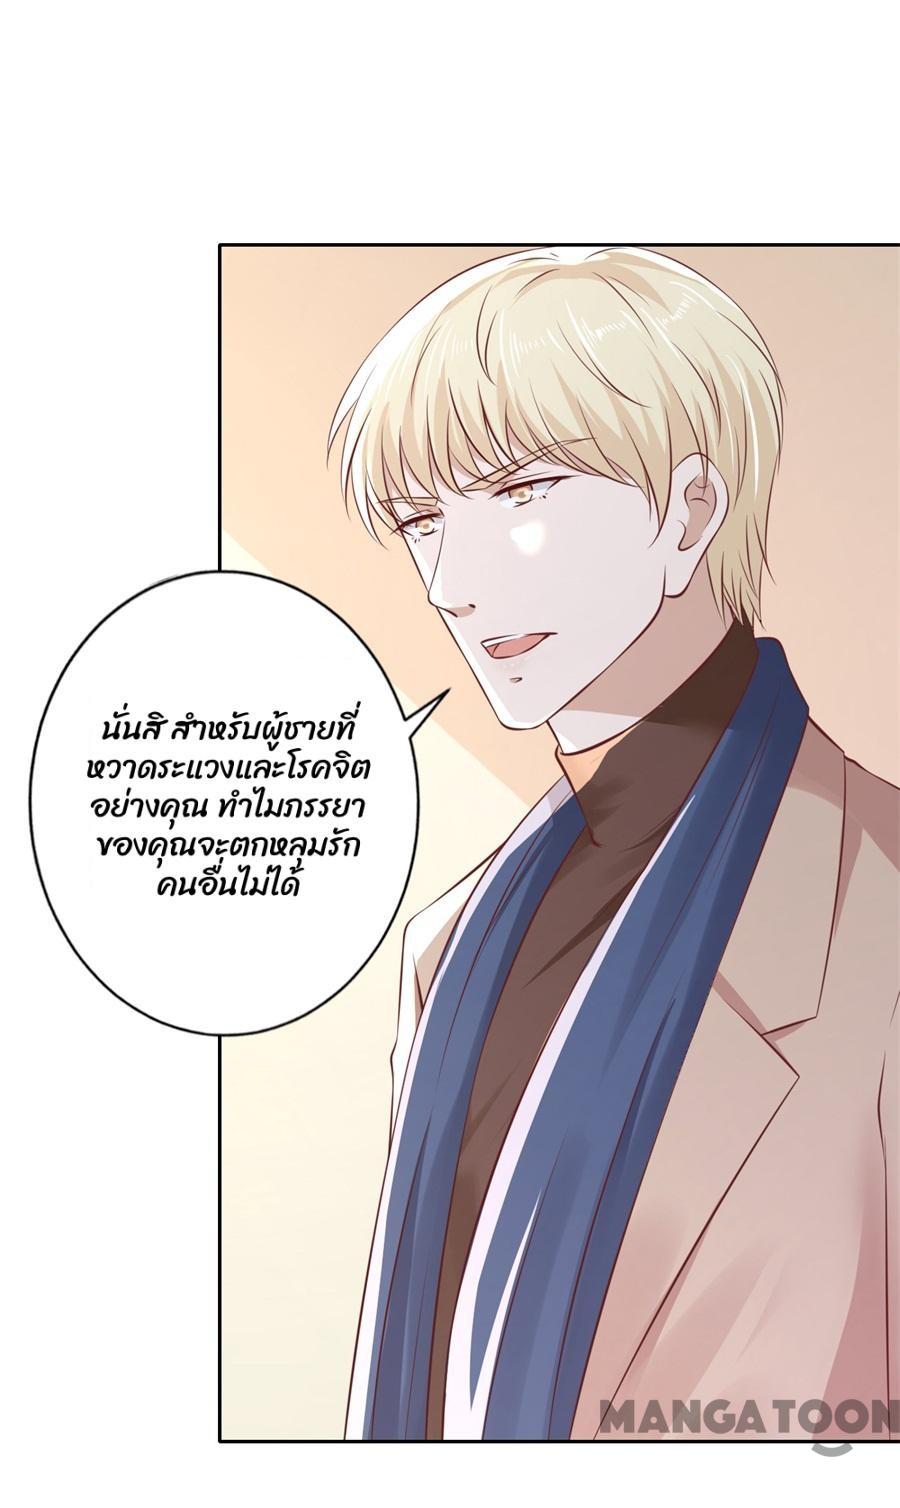 นั่นสิ สำหรับผู้ชายที่
หวาดระแวงและโรคจิต
อย่างคุณ ทำไมภรรยา
ของคุณจะตกหลุมรัก
คนอื่นไม่ได้
MANGATOON